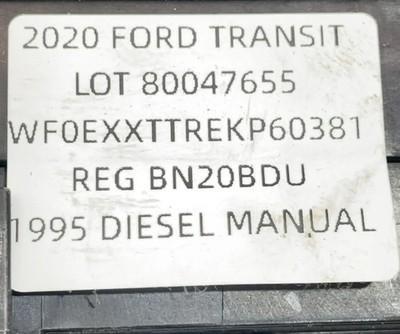 2020 FORD TRANSIT
LOT 80047655
WF0EXXTTREKP60381
REG BN20BDU
1995 DIESEL MANUAL